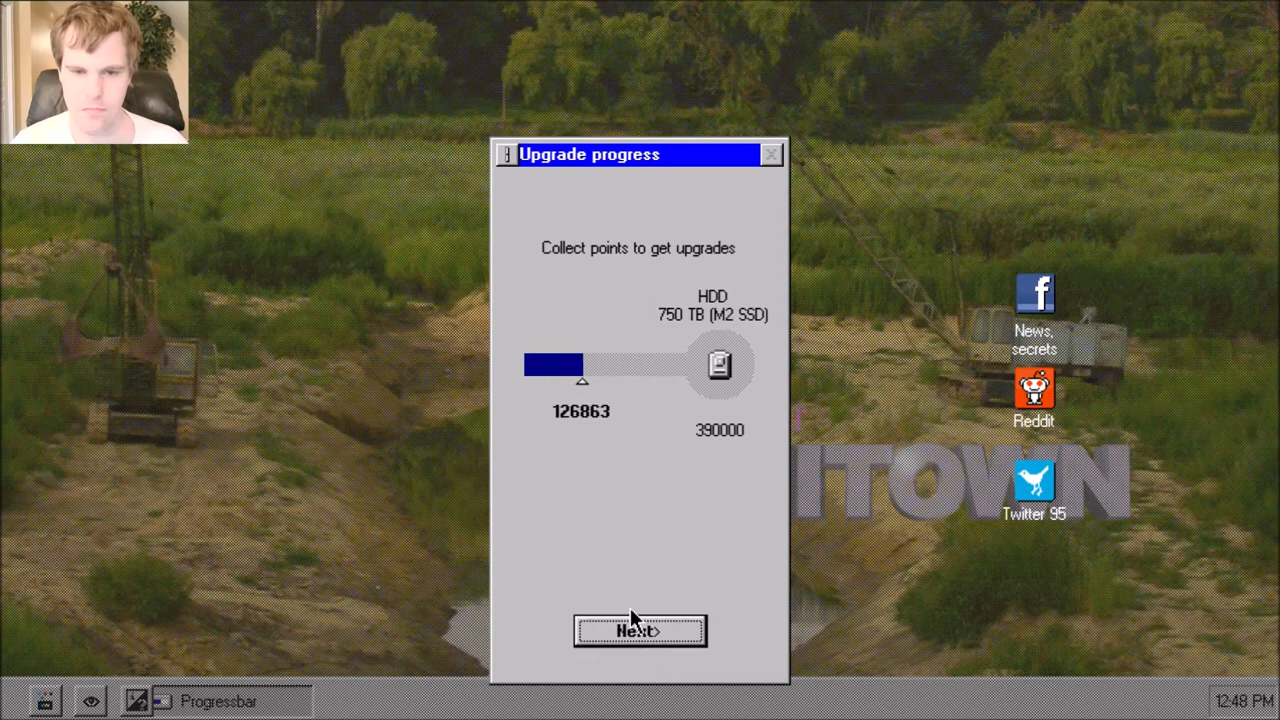 Upgrade progress
Collect points to get upgrades
HDD
750 TB (M2 SSD)
126863
390000
Next>
News,
secrets
Reddit
Twitter 95
Progressbar
12:48 PM